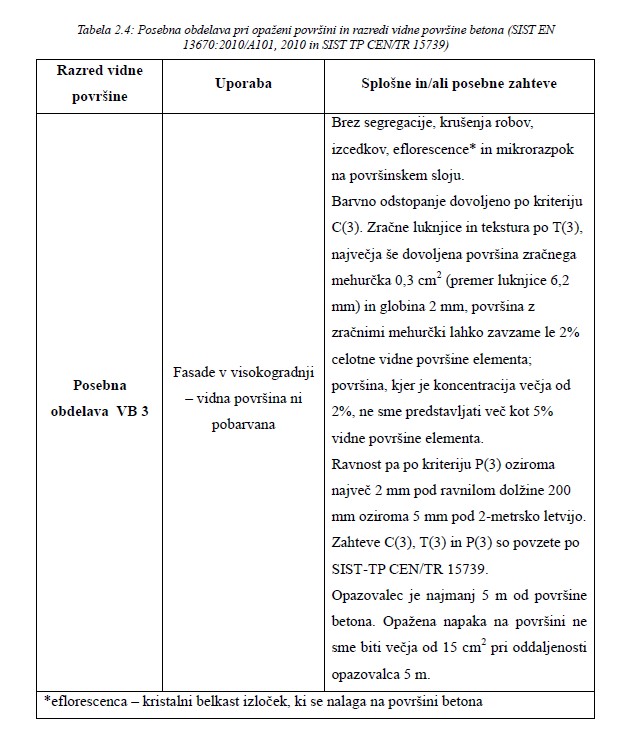 Tabela 2.4: Posebna obdelava pri opaženi površini in razredi vidne površine betona (SIST EN
13670:2010/A101, 2010 in SIST TP CEN/TR 15739)
Razred vidne
površine
Uporaba
Splošne in/ali posebne zahteve
Posebna
obdelava VB 3
Fasade v visokogradnji
– vidna površina ni
pobarvana
Brez segregacije, krušenja robov,
izcedkov, eflorescence* in mikrorazpok
na površinskem sloju.
Barvno odstopanje dovoljeno po kriteriju
C(3). Zračne luknjice in tekstura po T(3),
največja še dovoljena površina zračnega
mehurčka 0,3 cm² (premer luknjice 6,2
mm) in globina 2 mm, površina z
zračnimi mehurčki lahko zavzame le 2%
celotne vidne površine elementa;
površina, kjer je koncentracija večja od
2%, ne sme predstavljati več kot 5%
vidne površine elementa.
Ravnost pa po kriteriju P(3) oziroma
največ 2 mm pod ravnilom dolžine 200
mm oziroma 5 mm pod 2-metrsko letvijo.
Zahteve C(3), T(3) in P(3) so povzete po
SIST-TP CEN/TR 15739.
Opazovalec je najmanj 5 m od površine
betona. Opažena napaka na površini ne
sme biti večja od 15 cm² pri oddaljenosti
opazovalca 5 m.
*eflorescenca – kristalni belkast izloček, ki se nalaga na površini betona